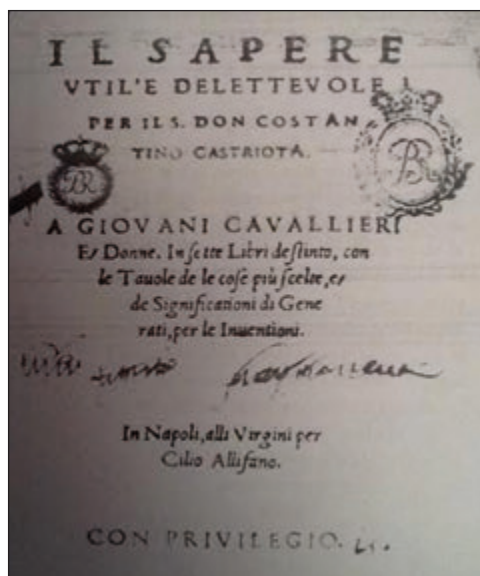 IL SAPERE
VTIL'E DELETTEVOLE
PER IL S. DON COSTAN
TINO CASTRIOTA.
BR
BR
A GIOVANI CAVALLIERI
Et Donne. In sette Libri destinto, con
le Tauole de le cose più scelte, et
de Significationi di Gene
rati, per le Inuentioni.
In Napoli, alli Virgini per
Cilio Allifano.
CON PRIVILEGIO.